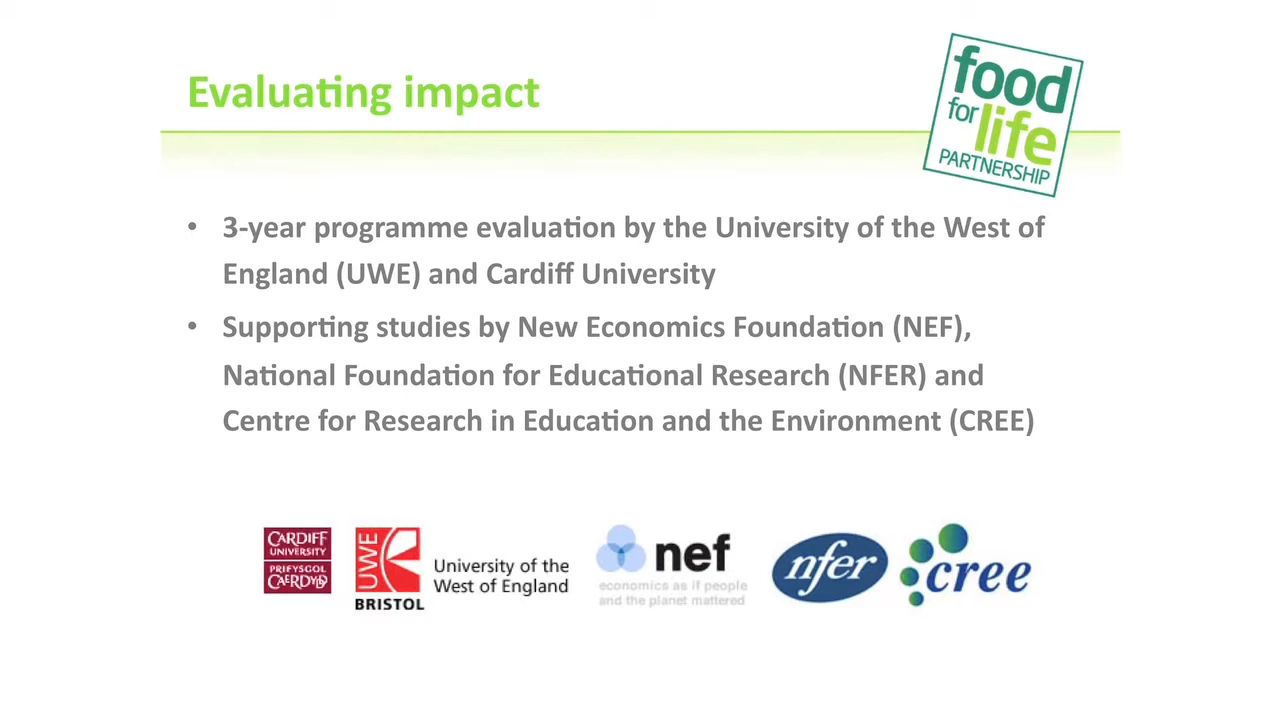 Evaluating impact
food
for
life
PARTNERSHIP
• 3-year programme evaluation by the University of the West of
England (UWE) and Cardiff University
• Supporting studies by New Economics Foundation (NEF),
National Foundation for Educational Research (NFER) and
Centre for Research in Education and the Environment (CREE)
CARDIFF
UNIVERSITY
PRIFYSGOL
CAERDYDD
UWE
BRISTOL
University of the
West of England
nef
economics as if people
and the planet mattered
nfer
cree